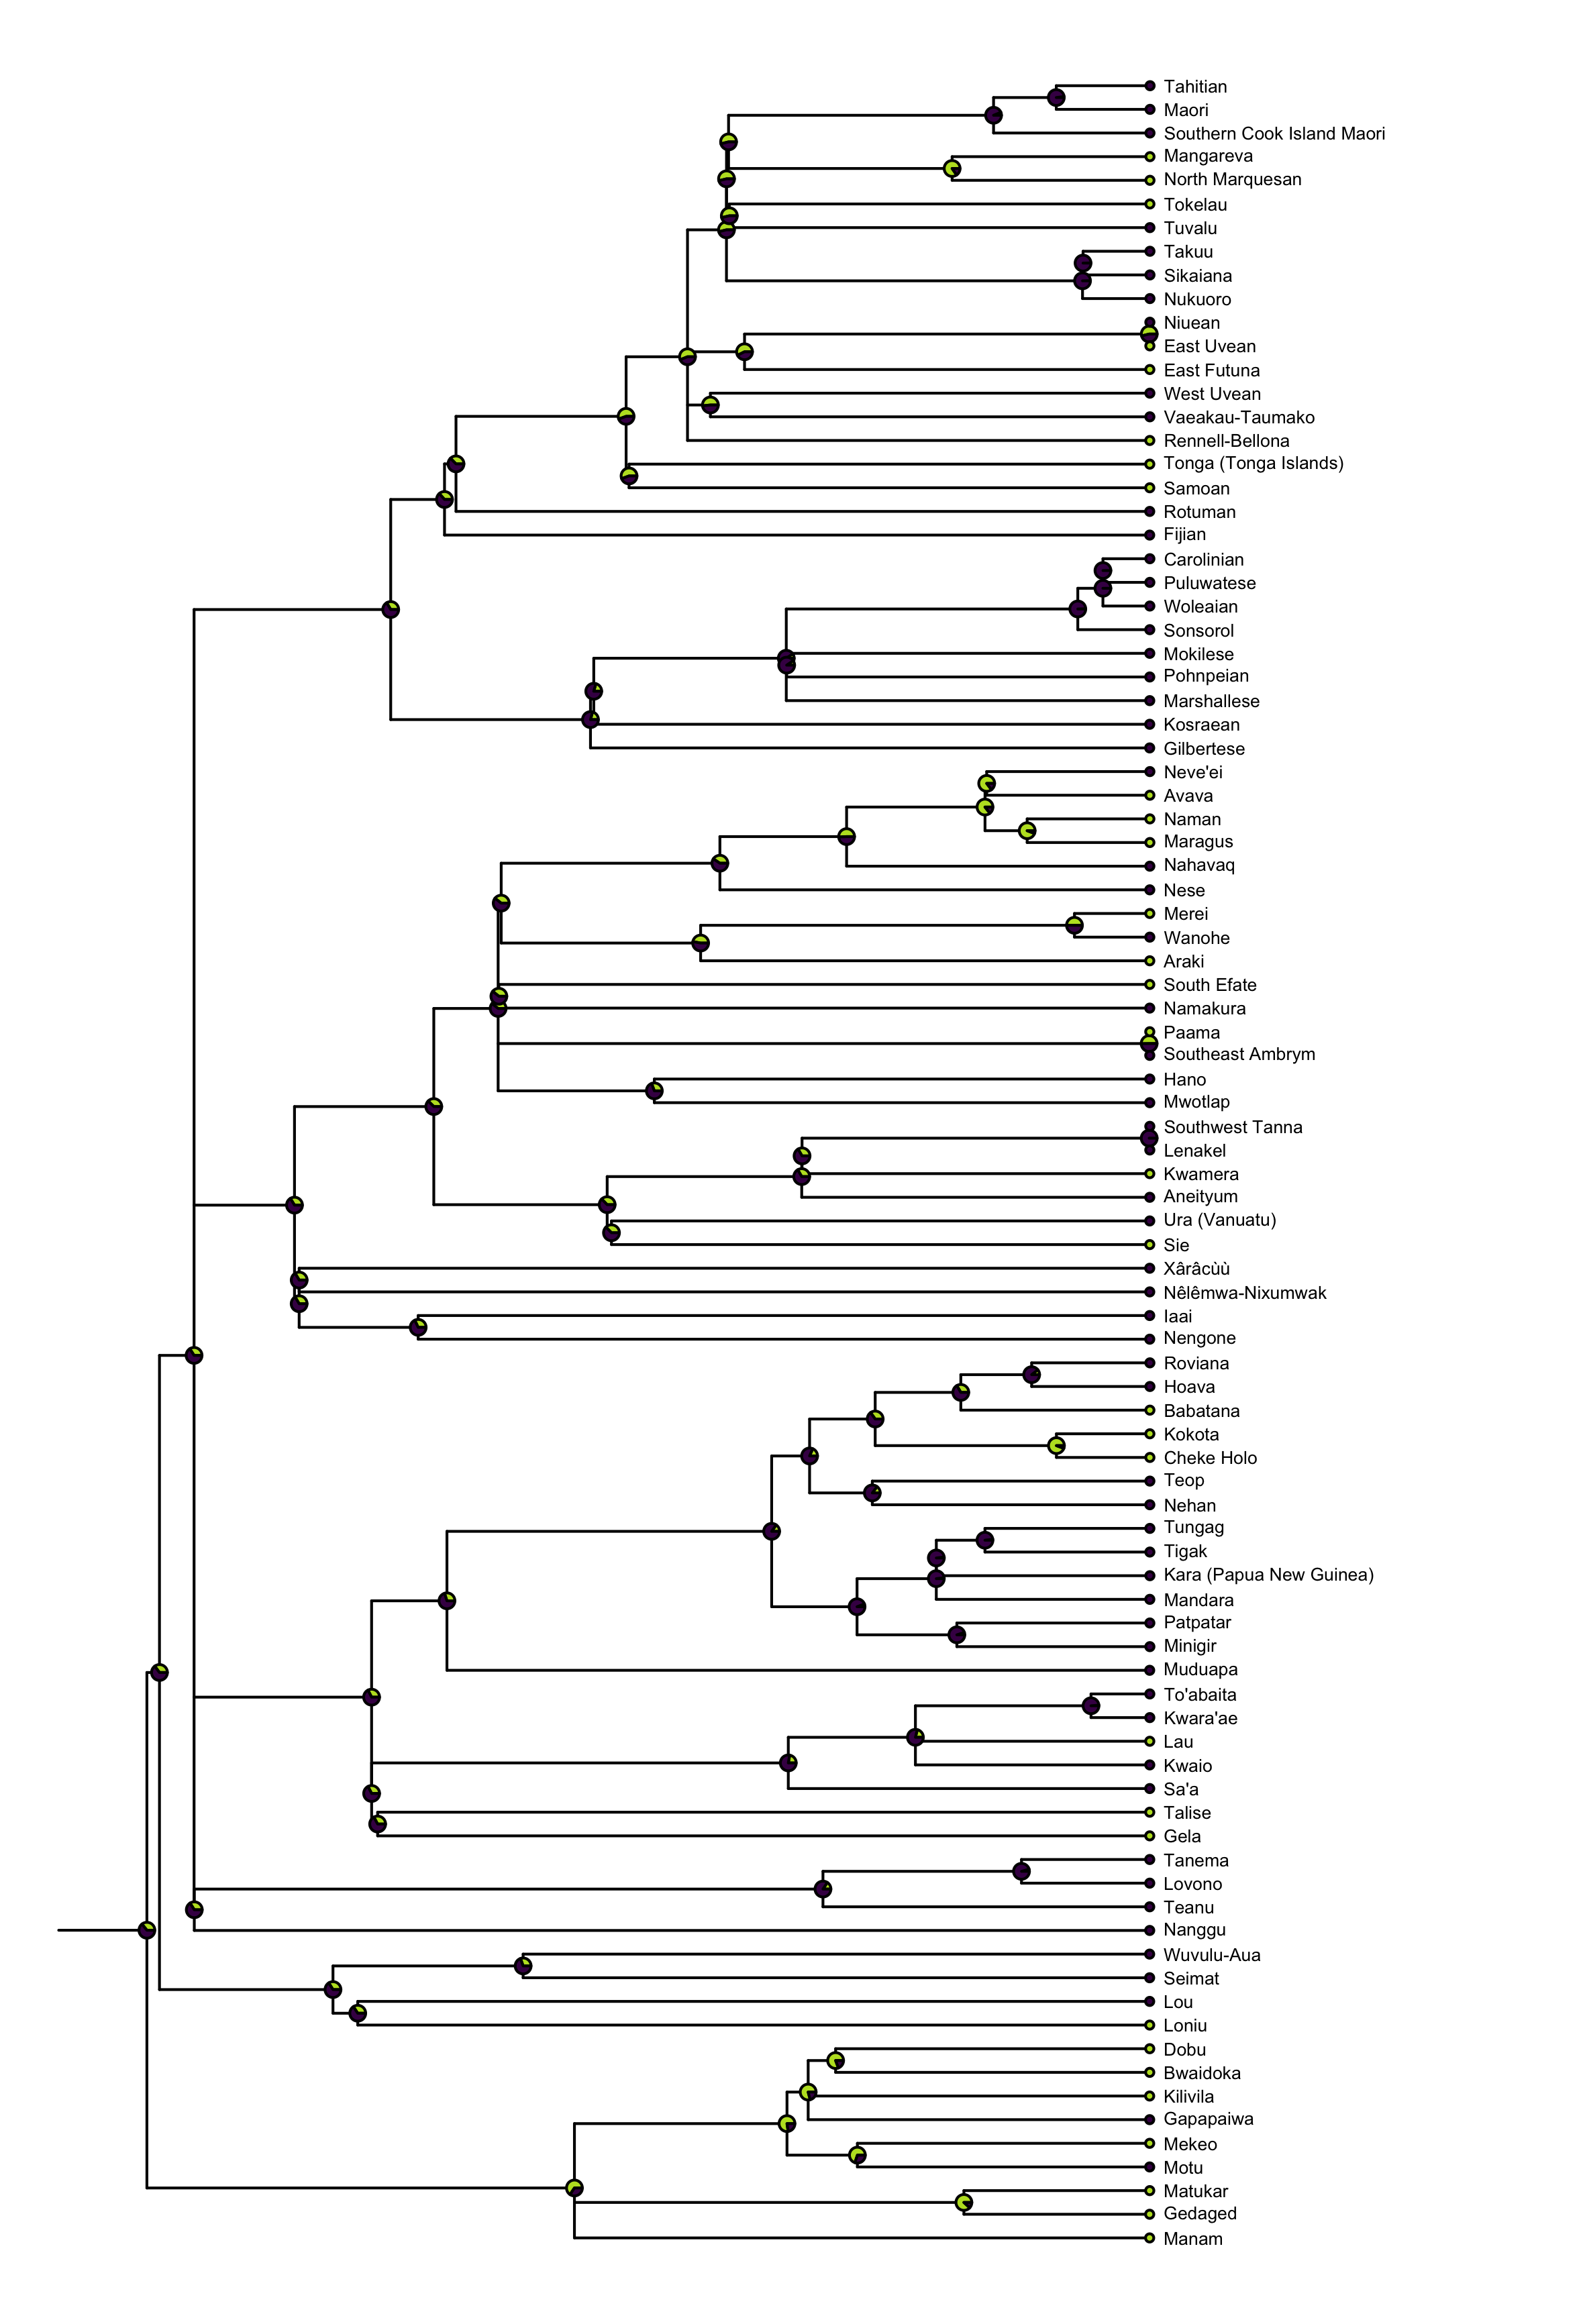 Tahitian
Maori
Southern Cook Island Maori
Mangareva
North Marquesan
Tokelau
Tuvalu
Takuu
Sikaiana
Nukuoro
Niuean
East Uvean
East Futuna
West Uvean
Vaeakau-Taumako
Rennell-Bellona
Tonga (Tonga Islands)
Samoan
Rotuman
Fijian
Carolinian
Puluwatese
Woleaian
Sonsorol
Mokilese
Pohnpeian
Marshallese
Kosraean
Gilbertese
Neve'ei
Avava
Naman
Maragus
Nahavaq
Nese
Merei
Wanohe
Araki
South Efate
Namakura
Paama
Southeast Ambrym
Hano
Mwotlap
Southwest Tanna
Lenakel
Kwamera
Aneityum
Ura (Vanuatu)
Sie
Xârâcùù
Nêlêmwa-Nixumwak
Iaai
Nengone
Roviana
Hoava
Babatana
Kokota
Cheke Holo
Teop
Nehan
Tungag
Tigak
Kara (Papua New Guinea)
Mandara
Patpatar
Minigir
Muduapa
To'abaita
Kwara'ae
Lau
Kwaio
Sa'a
Talise
Gela
Tanema
Lovono
Teanu
Nanggu
Wuvulu-Aua
Seimat
Lou
Loniu
Dobu
Bwaidoka
Kilivila
Gapapaiwa
Mekeo
Motu
Matukar
Gedaged
Manam